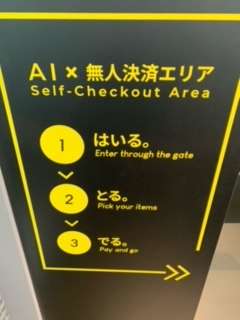 AI × 無人決済エリア
Self-Checkout Area
1 はいる。
Enter through the gate
2 とる。
Pick your items
3 でる。
Pay and go